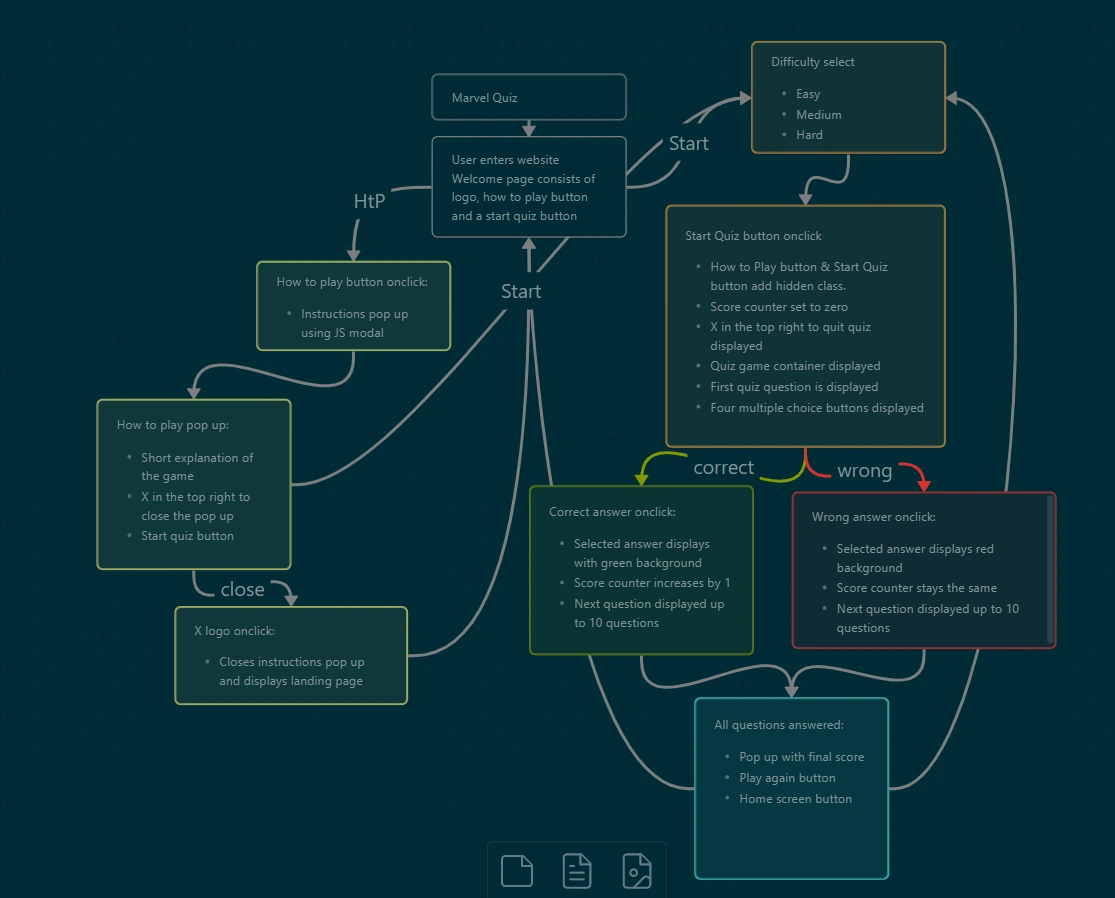 Marvel Quiz
User enters website
Welcome page consists of
logo, how to play button
and a start quiz button
HtP
Start
Start
Difficulty select
Easy
Medium
Hard
How to play button onclick:
Instructions pop up
using JS modal
Start Quiz button onclick
How to Play button & Start Quiz
button add hidden class.
Score counter set to zero
X in the top right to quit quiz
displayed
Quiz game container displayed
First quiz question is displayed
Four multiple choice buttons displayed
How to play pop up:
Short explanation of
the game
X in the top right to
close the pop up
Start quiz button
close
X logo onclick:
Closes instructions pop up
and displays landing page
correct
wrong
Correct answer onclick:
Selected answer displays
with green background
Score counter increases by 1
Next question displayed up
to 10 questions
Wrong answer onclick:
Selected answer displays red
background
Score counter stays the same
Next question displayed up to 10
questions
All questions answered:
Pop up with final score
Play again button
Home screen button